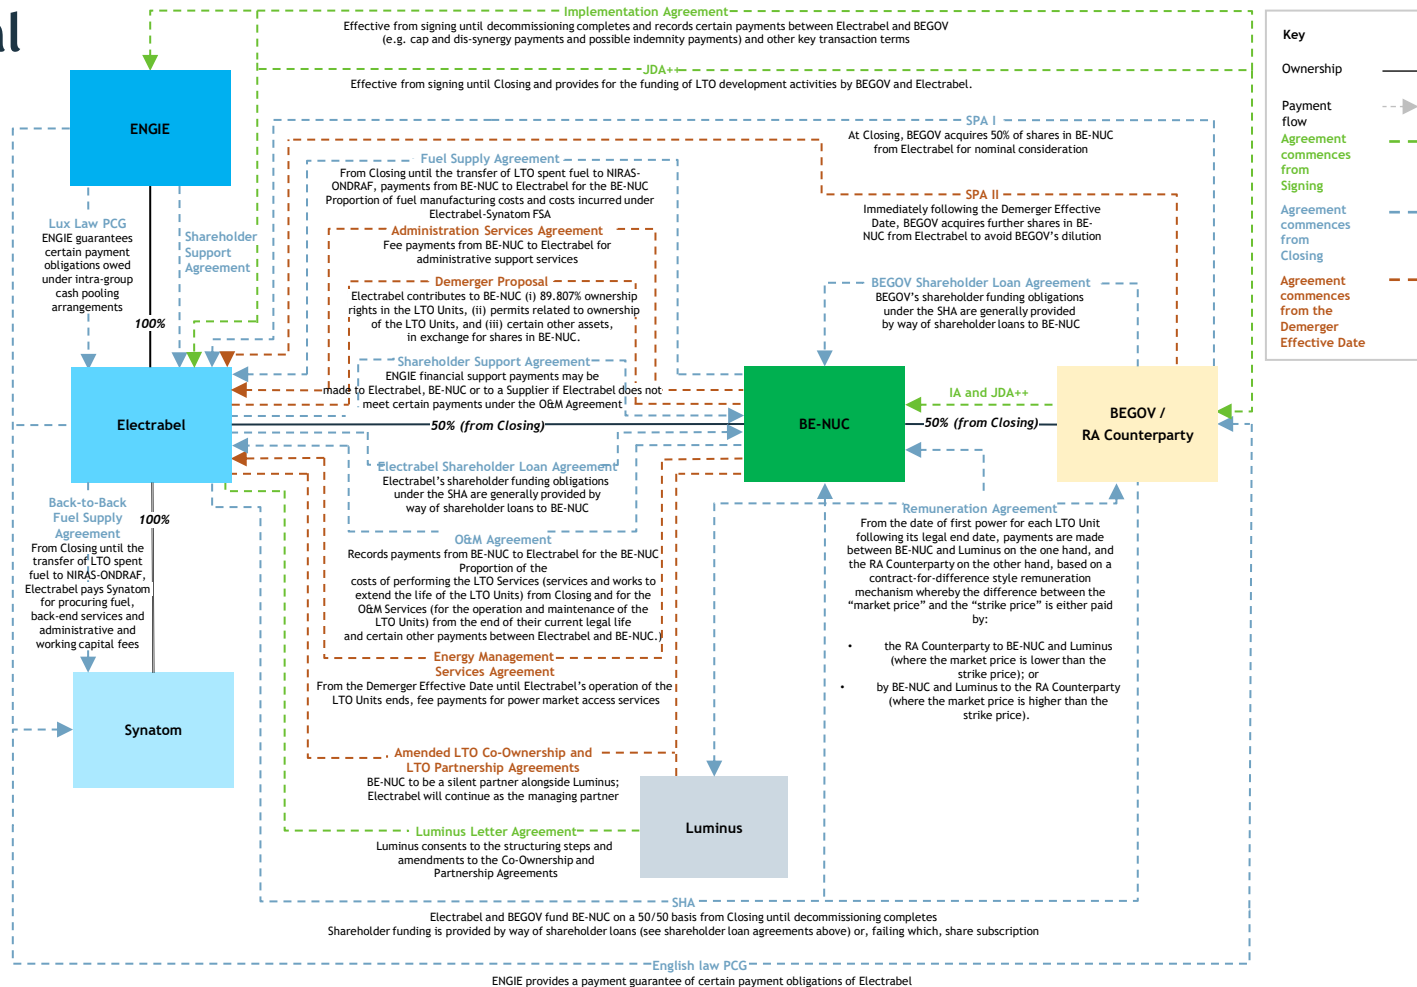 al
Implementation Agreement
Effective from signing until decommissioning completes and records certain payments between Electrabel and BEGOV
(e.g. cap and dis-synergy payments and possible indemnity payments) and other key transaction terms
JDA++
Effective from signing until Closing and provides for the funding of LTO development activities by BEGOV and Electrabel.
Key
Ownership
Payment
flow
Agreement
commences
from
Signing
Agreement
commences
from
Closing
Agreement
commences
from the
Demerger
Effective Date
ENGIE
SPA I
At Closing, BEGOV acquires 50% of shares in BE-NUC
from Electrabel for nominal consideration
Fuel Supply Agreement
From Closing until the transfer of LTO spent fuel to NIRAS-
ONDRAF, payments from BE-NUC to Electrabel for the BE-NUC
Proportion of fuel manufacturing costs and costs incurred under
Electrabel-Synatom FSA
SPA II
Immediately following the Demerger Effective
Date, BEGOV acquires further shares in BE-
NUC from Electrabel to avoid BEGOV's dilution
Lux Law PCG
ENGIE guarantees
certain payment
obligations owed
under intra-group
cash pooling
arrangements
Shareholder
Support
Agreement
100%
Administration Services Agreement
Fee payments from BE-NUC to Electrabel for
administrative support services
Demerger Proposal
Electrabel contributes to BE-NUC (i) 89.807% ownership
rights in the LTO Units, (ii) permits related to ownership
of the LTO Units, and (iii) certain other assets,
in exchange for shares in BE-NUC.
BEGOV Shareholder Loan Agreement
BEGOV's shareholder funding obligations
under the SHA are generally provided
by way of shareholder loans to BE-NUC
Shareholder Support Agreement
ENGIE financial support payments may be
made to Electrabel, BE-NUC or to a Supplier if Electrabel does not
meet certain payments under the O&M Agreement
Electrabel
50% (from Closing)
BE-NUC
IA and JDA++
50% (from Closing)
BEGOV /
RA Counterparty
Electrabel Shareholder Loan Agreement
Electrabel's shareholder funding obligations
under the SHA are generally provided by
way of shareholder loans to BE-NUC
Back-to-Back
Fuel Supply
Agreement
From Closing until the
transfer of LTO spent
fuel to NIRAS-ONDRAF,
Electrabel pays Synatom
for procuring fuel,
back-end services and
administrative and
working capital fees
100%
O&M Agreement
Records payments from BE-NUC to Electrabel for the BE-NUC
Proportion of the
costs of performing the LTO Services (services and works to
extend the life of the LTO Units) from Closing and for the
O&M Services (for the operation and maintenance of the
LTO Units) from the end of their current legal life
and certain other payments between Electrabel and BE-NUC.)
Remuneration Agreement
From the date of first power for each LTO Unit
following its legal end date, payments are made
between BE-NUC and Luminus on the one hand, and
the RA Counterparty on the other hand, based on a
contract-for-difference style remuneration
mechanism whereby the difference between the
“market price” and the “strike price” is either paid
by:
• the RA Counterparty to BE-NUC and Luminus
(where the market price is lower than the
strike price); or
• by BE-NUC and Luminus to the RA Counterparty
(where the market price is higher than the
strike price).
Energy Management
Services Agreement
From the Demerger Effective Date until Electrabel's operation of the
LTO Units ends, fee payments for power market access services
Synatom
Amended LTO Co-Ownership and
LTO Partnership Agreements
BE-NUC to be a silent partner alongside Luminus;
Electrabel will continue as the managing partner
Luminus
Luminus Letter Agreement
Luminus consents to the structuring steps and
amendments to the Co-Ownership and
Partnership Agreements
SHA
Electrabel and BEGOV fund BE-NUC on a 50/50 basis from Closing until decommissioning completes
Shareholder funding is provided by way of shareholder loans (see shareholder loan agreements above) or, failing which, share subscription
English law PCG
ENGIE provides a payment guarantee of certain payment obligations of Electrabel